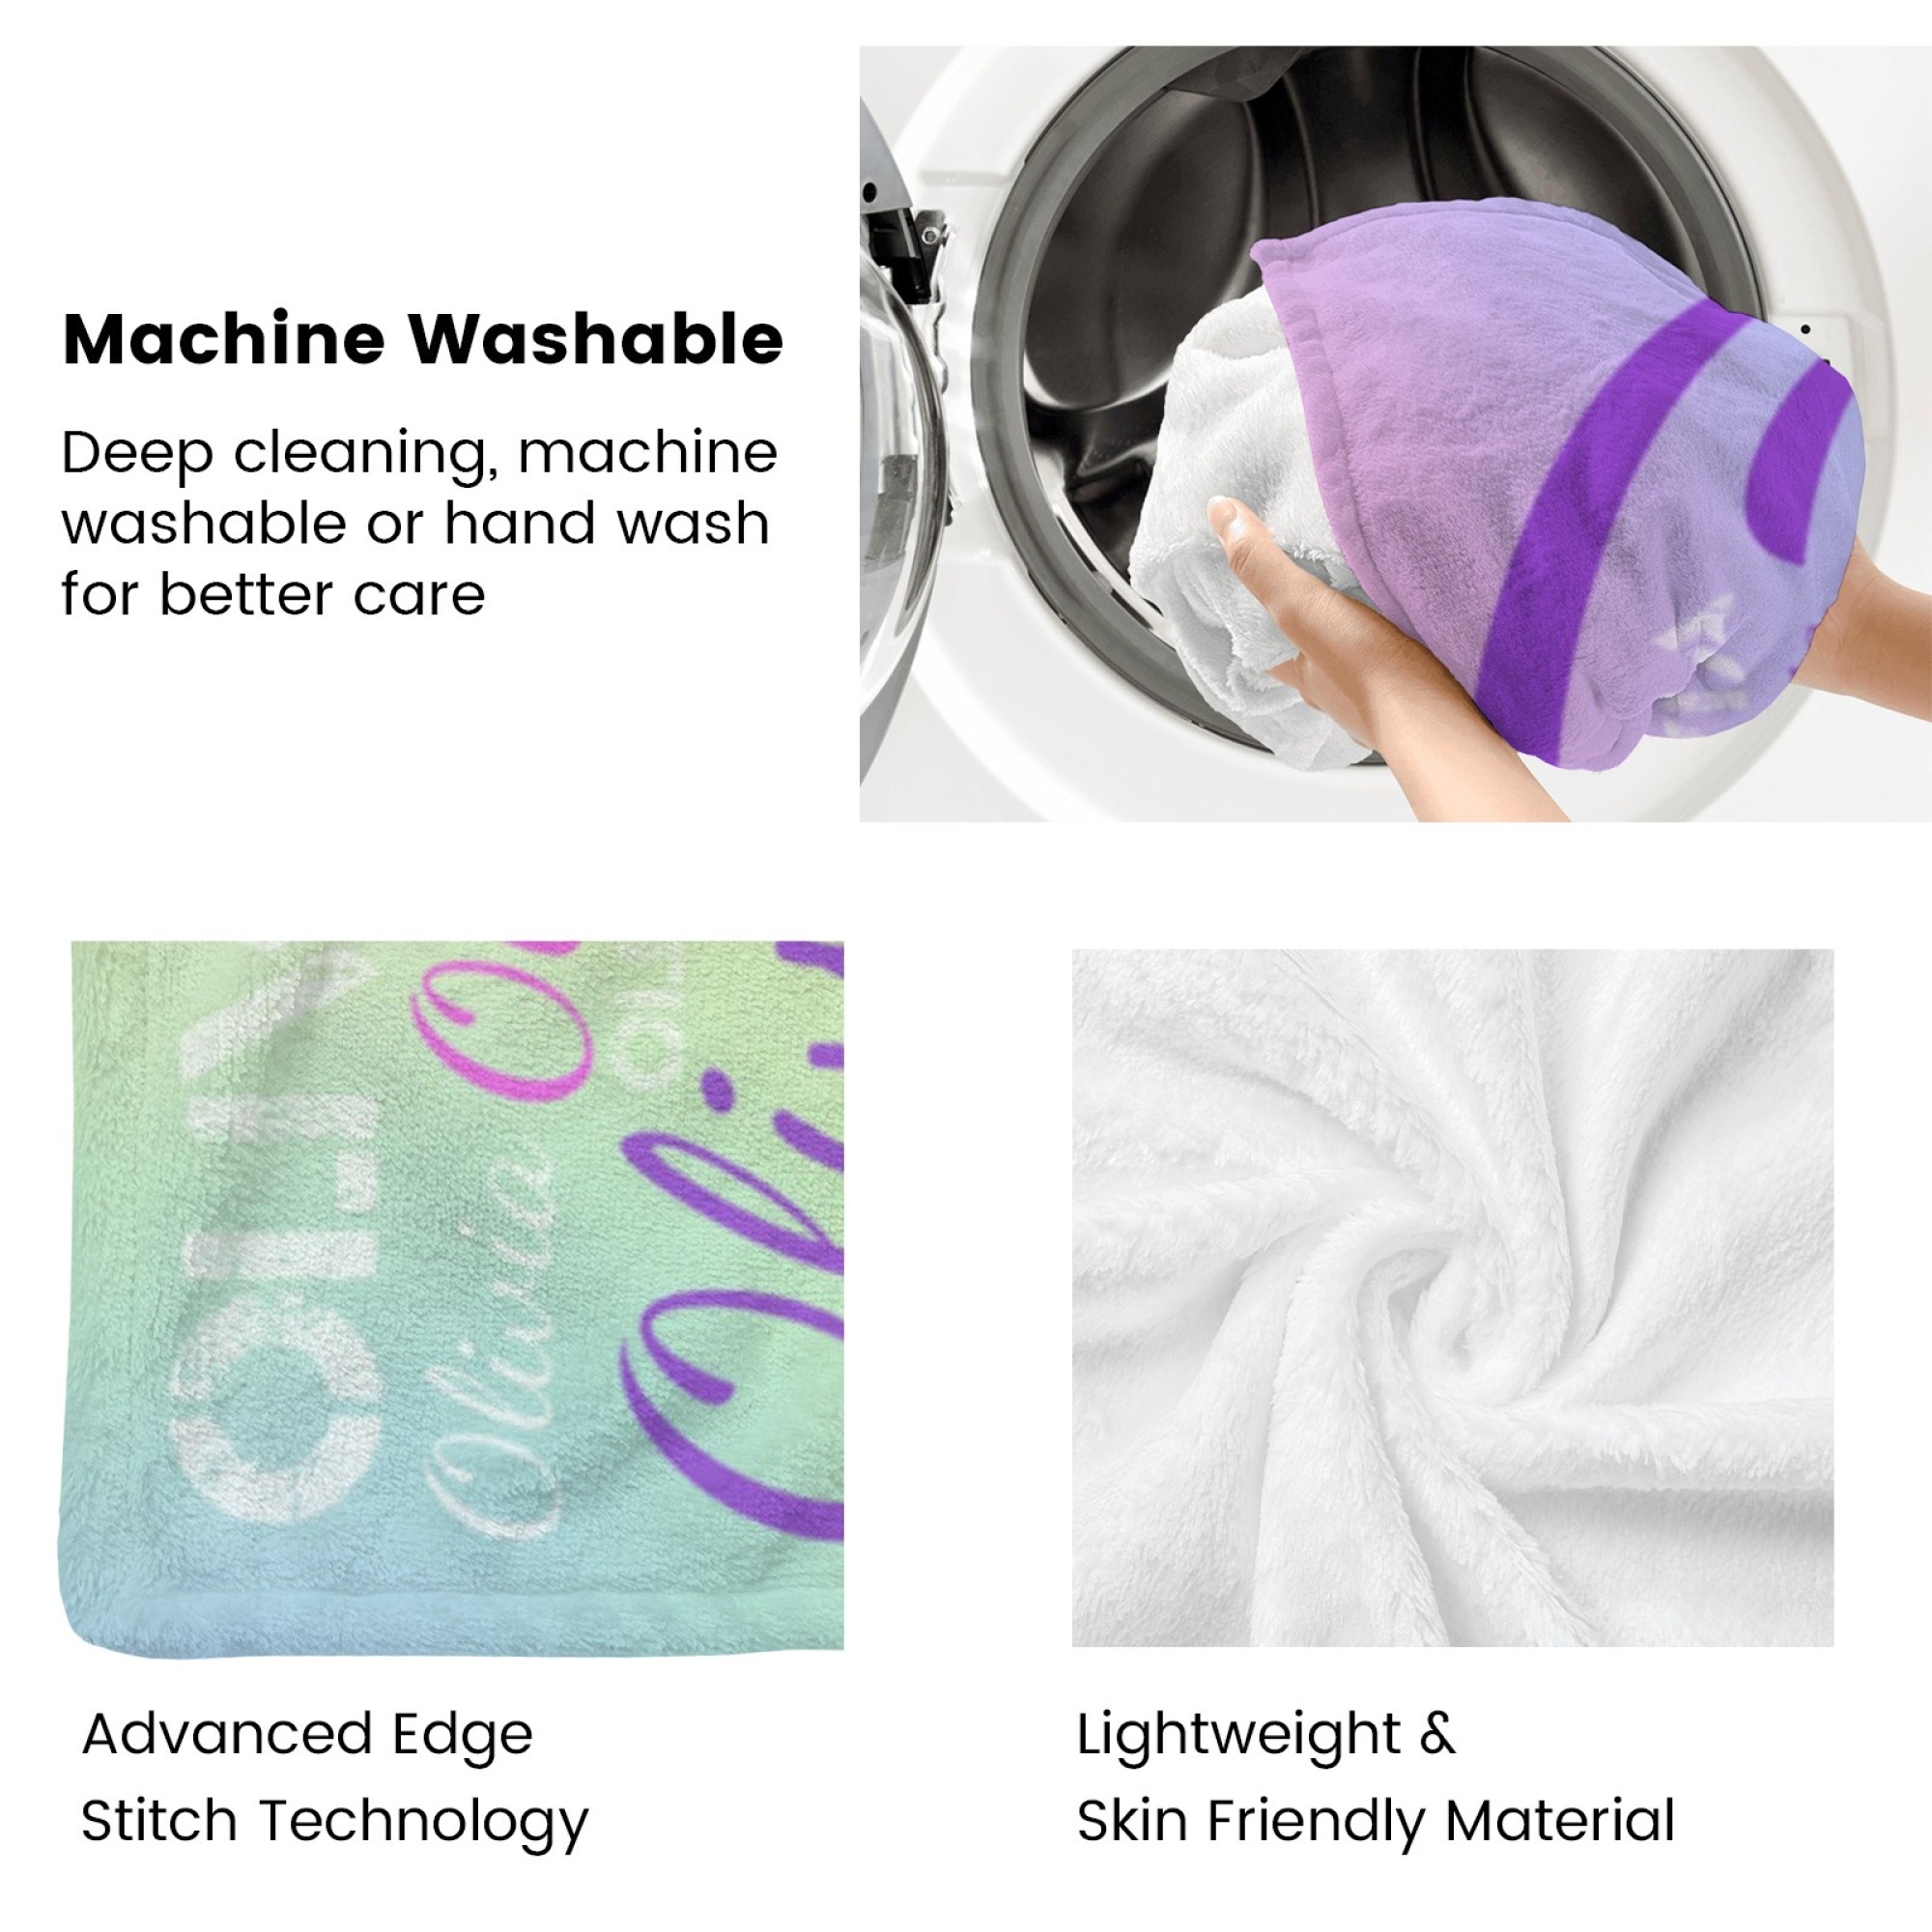 Machine Washable
Deep cleaning, machine
washable or hand wash
for better care
Olivia
Advanced Edge
Stitch Technology
Lightweight &
Skin Friendly Material